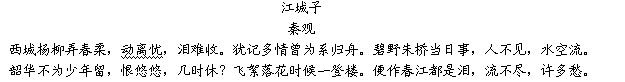 江城子
秦观
西城杨柳弄春柔，动离忧，泪难收。犹记多情曾为系归舟。碧野朱桥当日事，人不见，水空流。
韶华不为少年留，恨悠悠，几时休？飞絮落花时候一登楼。便作春江都是泪，流不尽，许多愁。